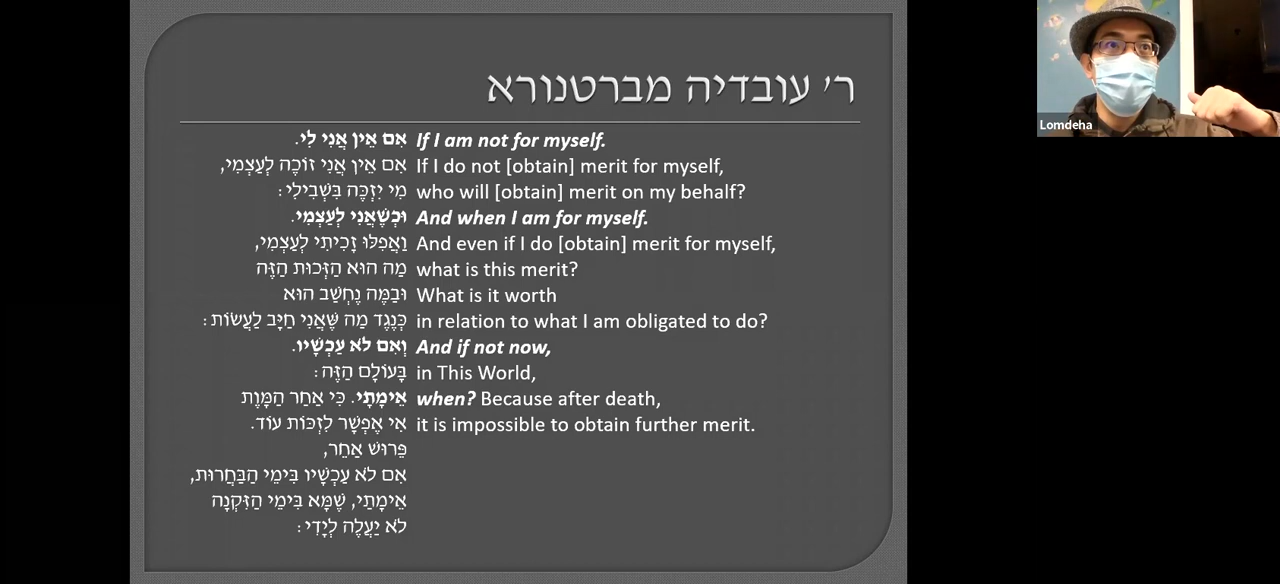 ר׳ עובדיה מברטנורא
אִם אֵין אֲנִי לִי. If I am not for myself.
אִם אֵין אֲנִי זוֹכֶה לְעַצְמִי, If I do not [obtain] merit for myself,
מִי יִזְכֶּה בִּשְׁבִילִי: who will [obtain] merit on my behalf?
וּכְשֶׁאֲנִי לְעַצְמִי. And when I am for myself.
וַאֲפִלּוּ זָכִיתִי לְעַצְמִי, And even if I do [obtain] merit for myself,
מַה הוּא הַזְּכוּת הַזֶּה what is this merit?
וּבַמֶּה נֶחְשַׁב הוּא What is it worth
כְּנֶגֶד מַה שֶּׁאֲנִי חַיָּב לַעֲשׂוֹת: in relation to what I am obligated to do?
וְאִם לֹא עַכְשָׁיו. And if not now,
בָּעוֹלָם הַזֶּה: in This World,
אֵימָתָי. כִּי אַחַר הַמָּוֶת when? Because after death,
אִי אֶפְשָׁר לִזְכּוֹת עוֹד. it is impossible to obtain further merit.
פֵּרוּשׁ אַחֵר,
אִם לֹא עַכְשָׁיו בִּימֵי הַבַּחֲרוּת,
אֵימָתַי, שֶׁמָּא בִּימֵי הַזִּקְנָה
לֹא יַעֲלֶה לְיָדִי:
Lomdeha